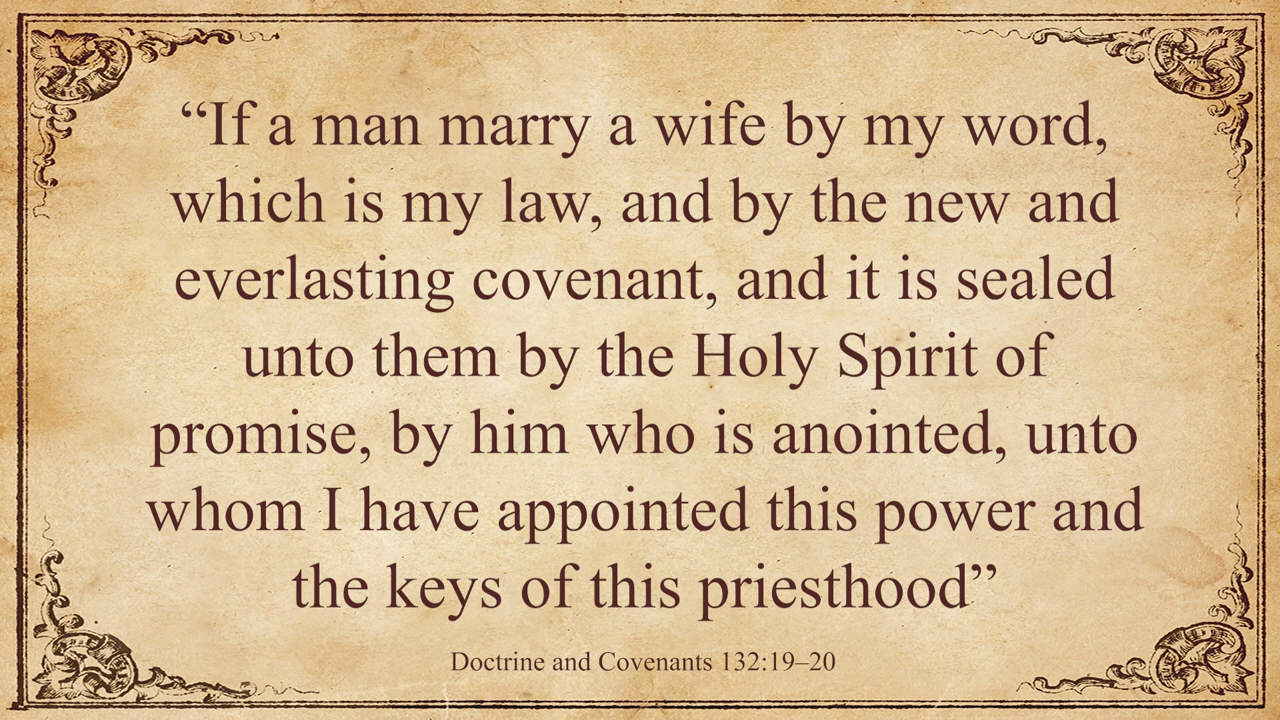 “If a man marry a wife by my word,
which is my law, and by the new and
everlasting covenant, and it is sealed
unto them by the Holy Spirit of
promise, by him who is anointed, unto
whom I have appointed this power and
the keys of this priesthood”
Doctrine and Covenants 132:19–20